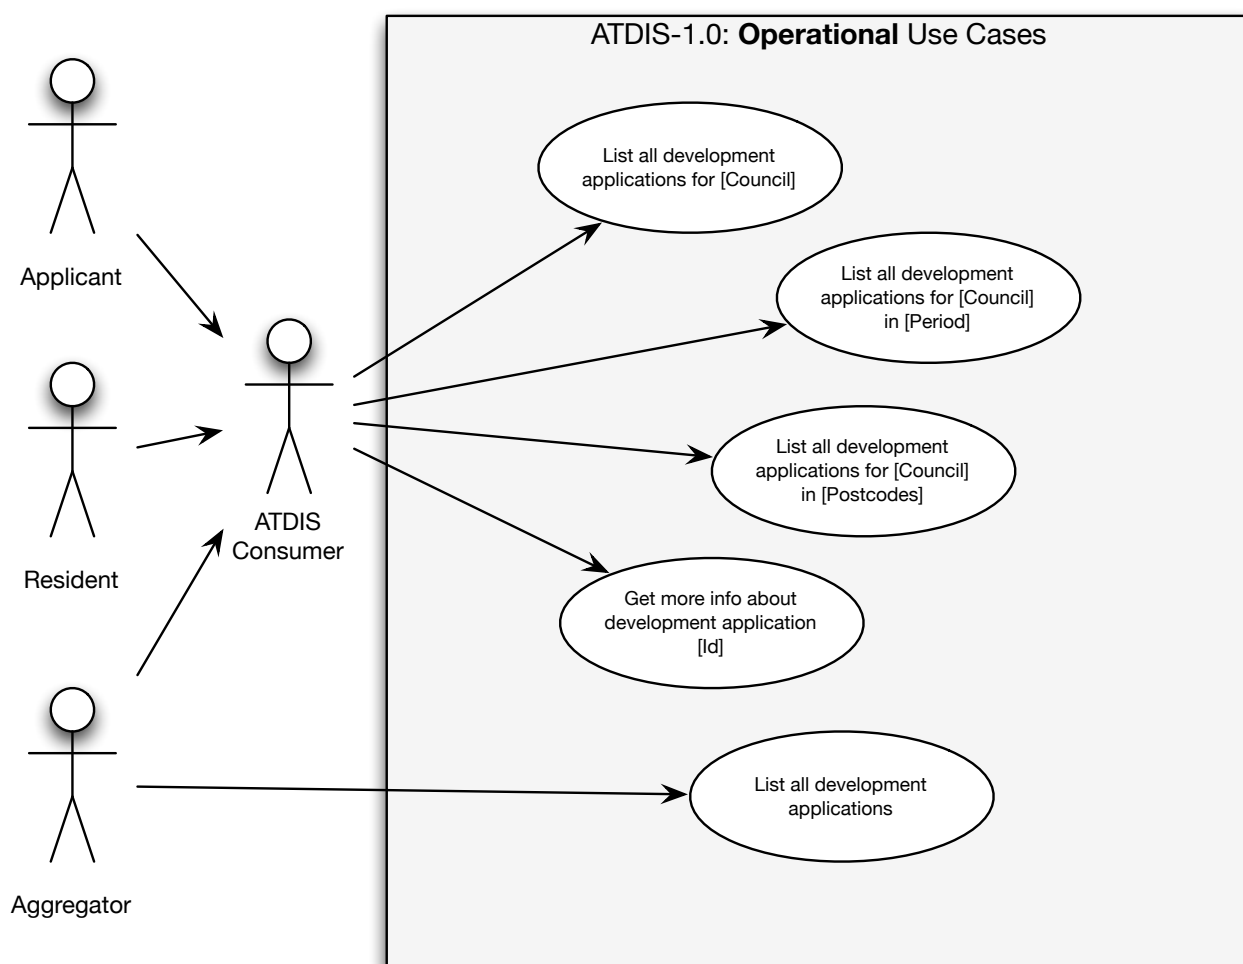 ATDIS-1.0: Operational Use Cases
List all development
applications for [Council]
Applicant
List all development
applications for [Council]
in [Period]
List all development
applications for [Council]
in [Postcodes]
ATDIS
Consumer
Resident
Get more info about
development application
[Id]
List all development
applications
Aggregator